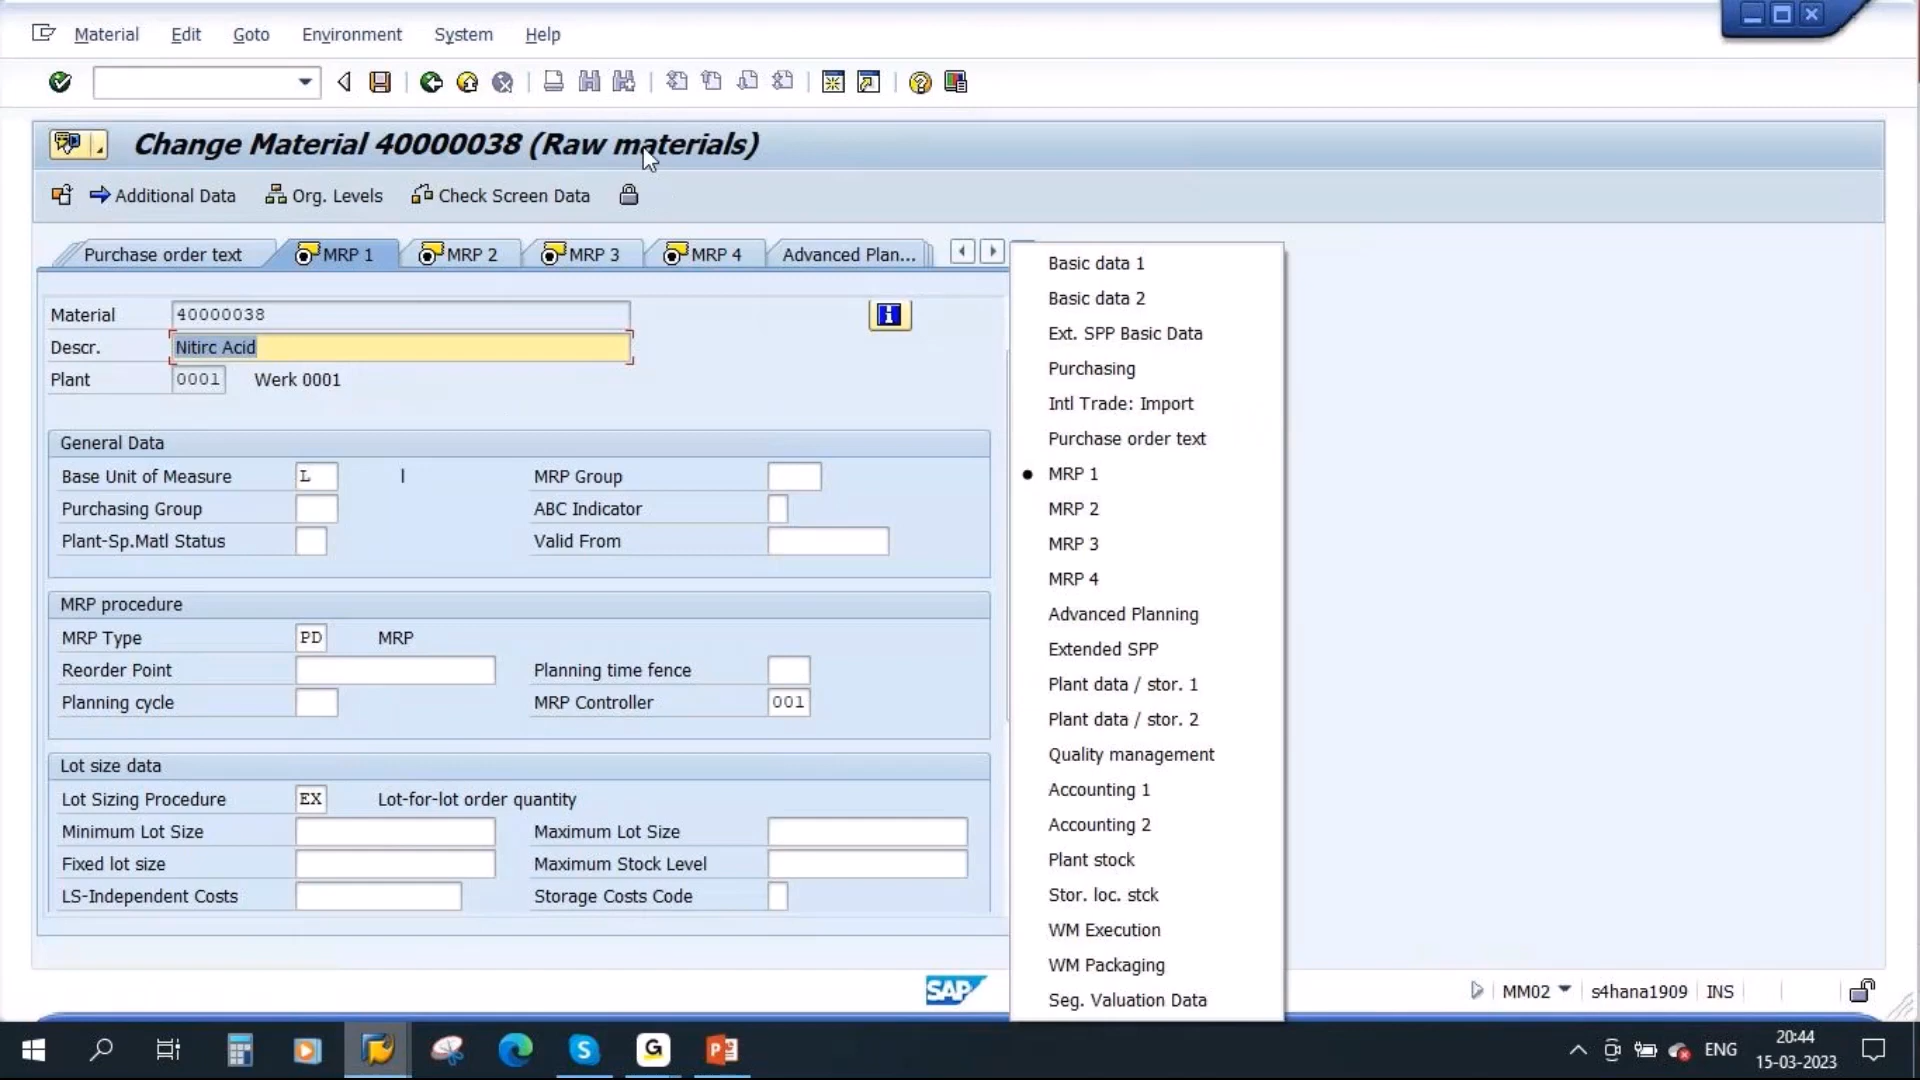 Material Edit Goto Environment System Help
Change Material 40000038 (Raw materials)
Additional Data Org. Levels Check Screen Data
Purchase order text MRP 1 MRP 2 MRP 3 MRP 4 Advanced Plan...
Material 40000038
Descr. Nitirc Acid
Plant 0001 Werk 0001
General Data
Base Unit of Measure L l MRP Group
Purchasing Group ABC Indicator
Plant-Sp.Matl Status Valid From
MRP procedure
MRP Type PD MRP
Reorder Point Planning time fence
Planning cycle MRP Controller 001
Lot size data
Lot Sizing Procedure EX Lot-for-lot order quantity
Minimum Lot Size Maximum Lot Size
Fixed lot size Maximum Stock Level
LS-Independent Costs Storage Costs Code
Basic data 1
Basic data 2
Ext. SPP Basic Data
Purchasing
Intl Trade: Import
Purchase order text
MRP 1
MRP 2
MRP 3
MRP 4
Advanced Planning
Extended SPP
Plant data / stor. 1
Plant data / stor. 2
Quality management
Accounting 1
Accounting 2
Plant stock
Stor. loc. stck
WM Execution
WM Packaging
Seg. Valuation Data
SAP MM02 s4hana1909 INS
ENG 20:44
15-03-2023